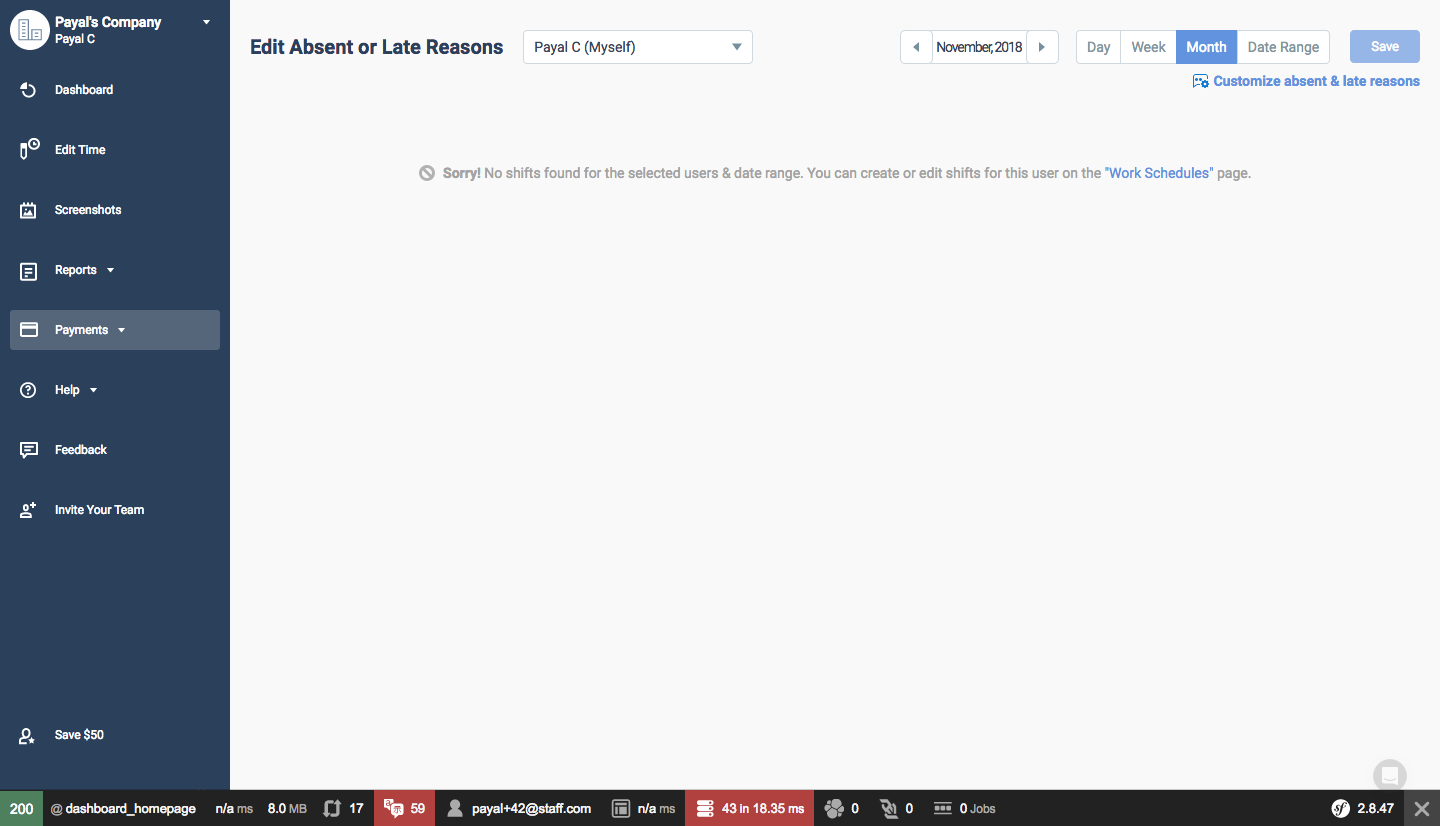 Payal's Company
Payal C
Dashboard
Edit Time
Screenshots
Reports
Payments
Help
Feedback
Invite Your Team
Save $50
Edit Absent or Late Reasons
Payal C (Myself)
November,2018
Day Week Month Date Range
Save
Customize absent & late reasons
Sorry! No shifts found for the selected users & date range. You can create or edit shifts for this user on the "Work Schedules" page.
200 @ dashboard_homepage n/a ms 8.0 MB 17 59 payal+42@staff.com n/a ms 43 in 18.35 ms 0 0 0 Jobs sf 2.8.47